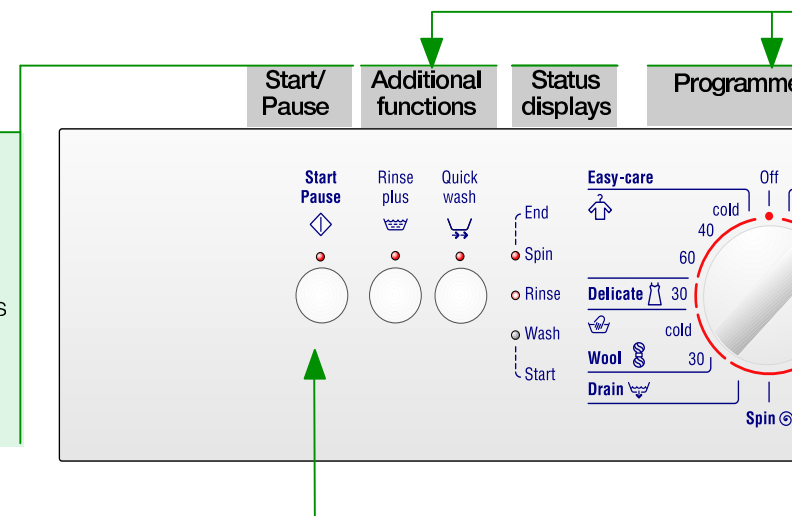 Start/
Pause
Additional
functions
Status
displays
Programme
s
Start
Pause
Rinse
plus
Quick
wash
End
Spin
Rinse
Wash
Start
Easy-care
Off
cold
40
60
Delicate 30
cold
Wool 30
Drain
Spin